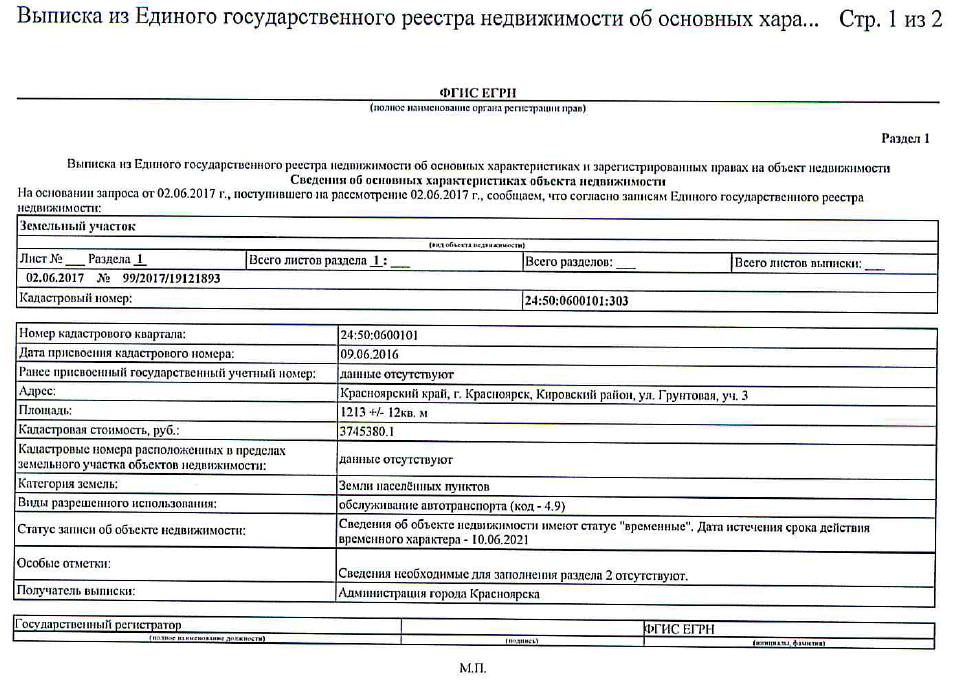 Выписка из Единого государственного реестра недвижимости об основных хара... Стр. 1 из 2
ФГИС ЕГРН
(полное наименование органа регистрации прав)
Раздел 1
Выписка из Единого государственного реестра недвижимости об основных характеристиках и зарегистрированных правах на объект недвижимости
Сведения об основных характеристиках объекта недвижимости
На основании запроса от 02.06.2017 г., поступившего на рассмотрение 02.06.2017 г., сообщаем, что согласно записям Единого государственного реестра
недвижимости:
Земельный участок
(вид объекта недвижимости)
Лист № ___ Раздела 1 Всего листов раздела 1 : ___ Всего разделов: ___ Всего листов выписки: ___
02.06.2017 № 99/2017/19121893
Кадастровый номер: 24:50:0600101:303
Номер кадастрового квартала: 24:50:0600101
Дата присвоения кадастрового номера: 09.06.2016
Ранее присвоенный государственный учетный номер: данные отсутствуют
Адрес: Красноярский край, г. Красноярск, Кировский район, ул. Грунтовая, уч. 3
Площадь: 1213 +/- 12кв. м
Кадастровая стоимость, руб.: 3745380.1
Кадастровые номера расположенных в пределах
земельного участка объектов недвижимости: данные отсутствуют
Категория земель: Земли населённых пунктов
Виды разрешенного использования: обслуживание автотранспорта (код - 4.9)
Статус записи об объекте недвижимости: Сведения об объекте недвижимости имеют статус "временные". Дата истечения срока действия
временного характера - 10.06.2021
Особые отметки:
Сведения необходимые для заполнения раздела 2 отсутствуют.
Получатель выписки: Администрация города Красноярска
Государственный регистратор ФГИС ЕГРН
(полное наименование должности) (подпись) (инициалы, фамилия)
М.П.